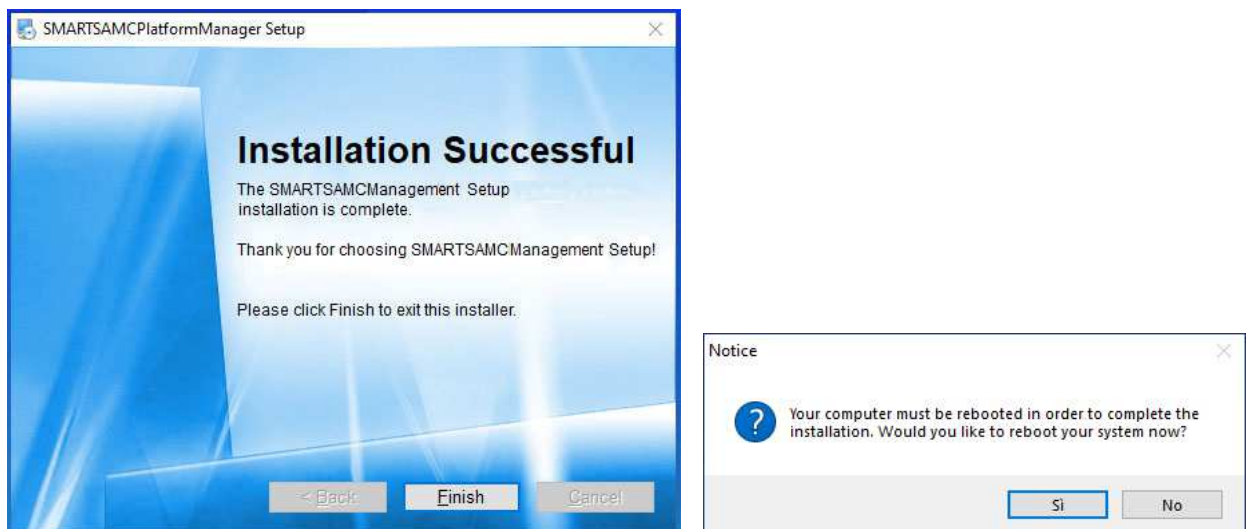 SMARTSAMCPlatformManager Setup
Installation Successful
The SMARTSAMCManagement Setup
installation is complete.
Thank you for choosing SMARTSAMCManagement Setup!
Please click Finish to exit this installer.
< Back
Finish
Cancel
Notice
Your computer must be rebooted in order to complete the
installation. Would you like to reboot your system now?
Sì
No